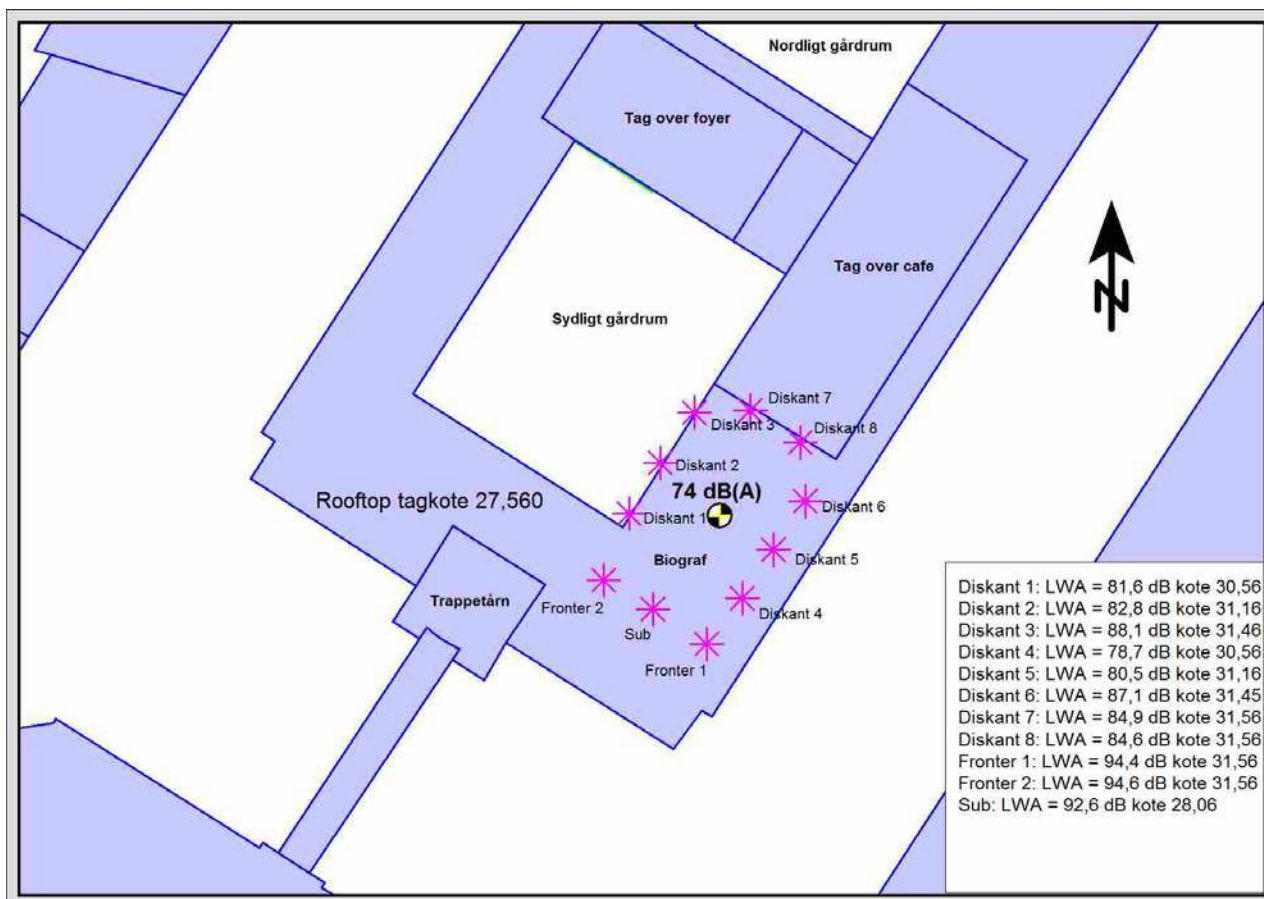 Nordligt gårdrum
Tag over foyer
Tag over cafe
N
Sydligt gårdrum
Diskant 7
Diskant 3
Diskant 8
Diskant 2
74 dB(A)
Rooftop tagkote 27,560
Diskant 6
Diskant 1
Biograf
Diskant 5
Trappetårn
Fronter 2
Diskant 4
Sub
Fronter 1
Diskant 1: LWA = 81,6 dB kote 30,56
Diskant 2: LWA = 82,8 dB kote 31,16
Diskant 3: LWA = 88,1 dB kote 31,46
Diskant 4: LWA = 78,7 dB kote 30,56
Diskant 5: LWA = 80,5 dB kote 31,16
Diskant 6: LWA = 87,1 dB kote 31,45
Diskant 7: LWA = 84,9 dB kote 31,56
Diskant 8: LWA = 84,6 dB kote 31,56
Fronter 1: LWA = 94,4 dB kote 31,56
Fronter 2: LWA = 94,6 dB kote 31,56
Sub: LWA = 92,6 dB kote 28,06